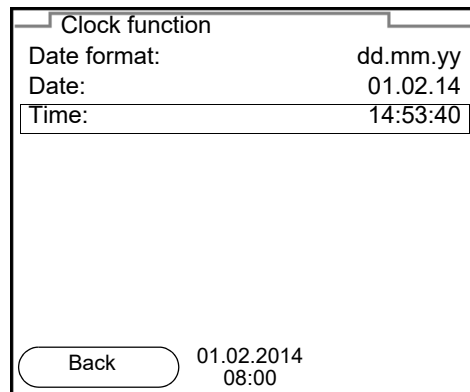 Clock function
Date format: dd.mm.yy
Date: 01.02.14
Time: 14:53:40
Back
01.02.2014
08:00